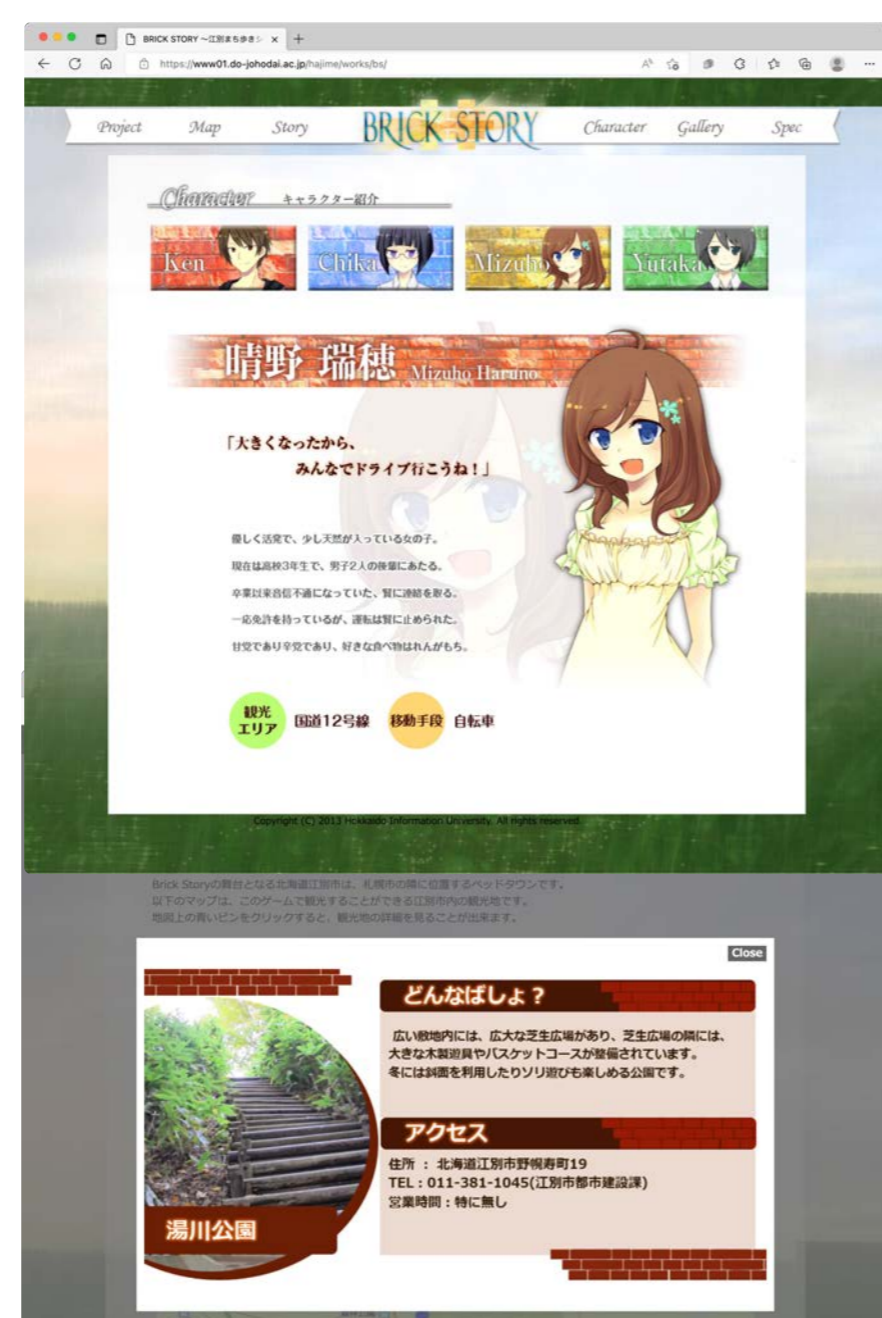 BRICK STORY ～江別まち歩きシ
https://www01.do-johodai.ac.jp/hajime/works/bs/
Project Map Story BRICK STORY Character Gallery Spec
Character キャラクター紹介
Ken Chika Mizuho Yutaka
晴野 瑞穂 Mizuho Haruno
「大きくなったから、
みんなでドライブ行こうね！」
優しく活発で、少し天然が入っている女の子。
現在は高校3年生で、男子2人の後輩にあたる。
卒業以来音信不通になっていた、賢に連絡を取る。
一応免許を持っているが、運転は賢に止められた。
甘党であり辛党であり、好きな食べ物はれんがもち。
観光
エリア
国道12号線
移動手段
自転車
Copyright (C) 2013 Hokkaido Information University. All rights reserved.
Brick Storyの舞台となる北海道江別市は、札幌市の隣に位置するベッドタウンです。
以下のマップは、このゲームで観光することができる江別市内の観光地です。
地図上の青いピンをクリックすると、観光地の詳細を見ることが出来ます。
Close
どんなばしょ？
広い敷地内には、広大な芝生広場があり、芝生広場の隣には、
大きな木製遊具やバスケットコースが整備されています。
冬には斜面を利用したりソリ遊びも楽しめる公園です。
アクセス
住所 ： 北海道江別市野幌寿町19
TEL：011-381-1045(江別市都市建設課)
営業時間：特に無し
湯川公園